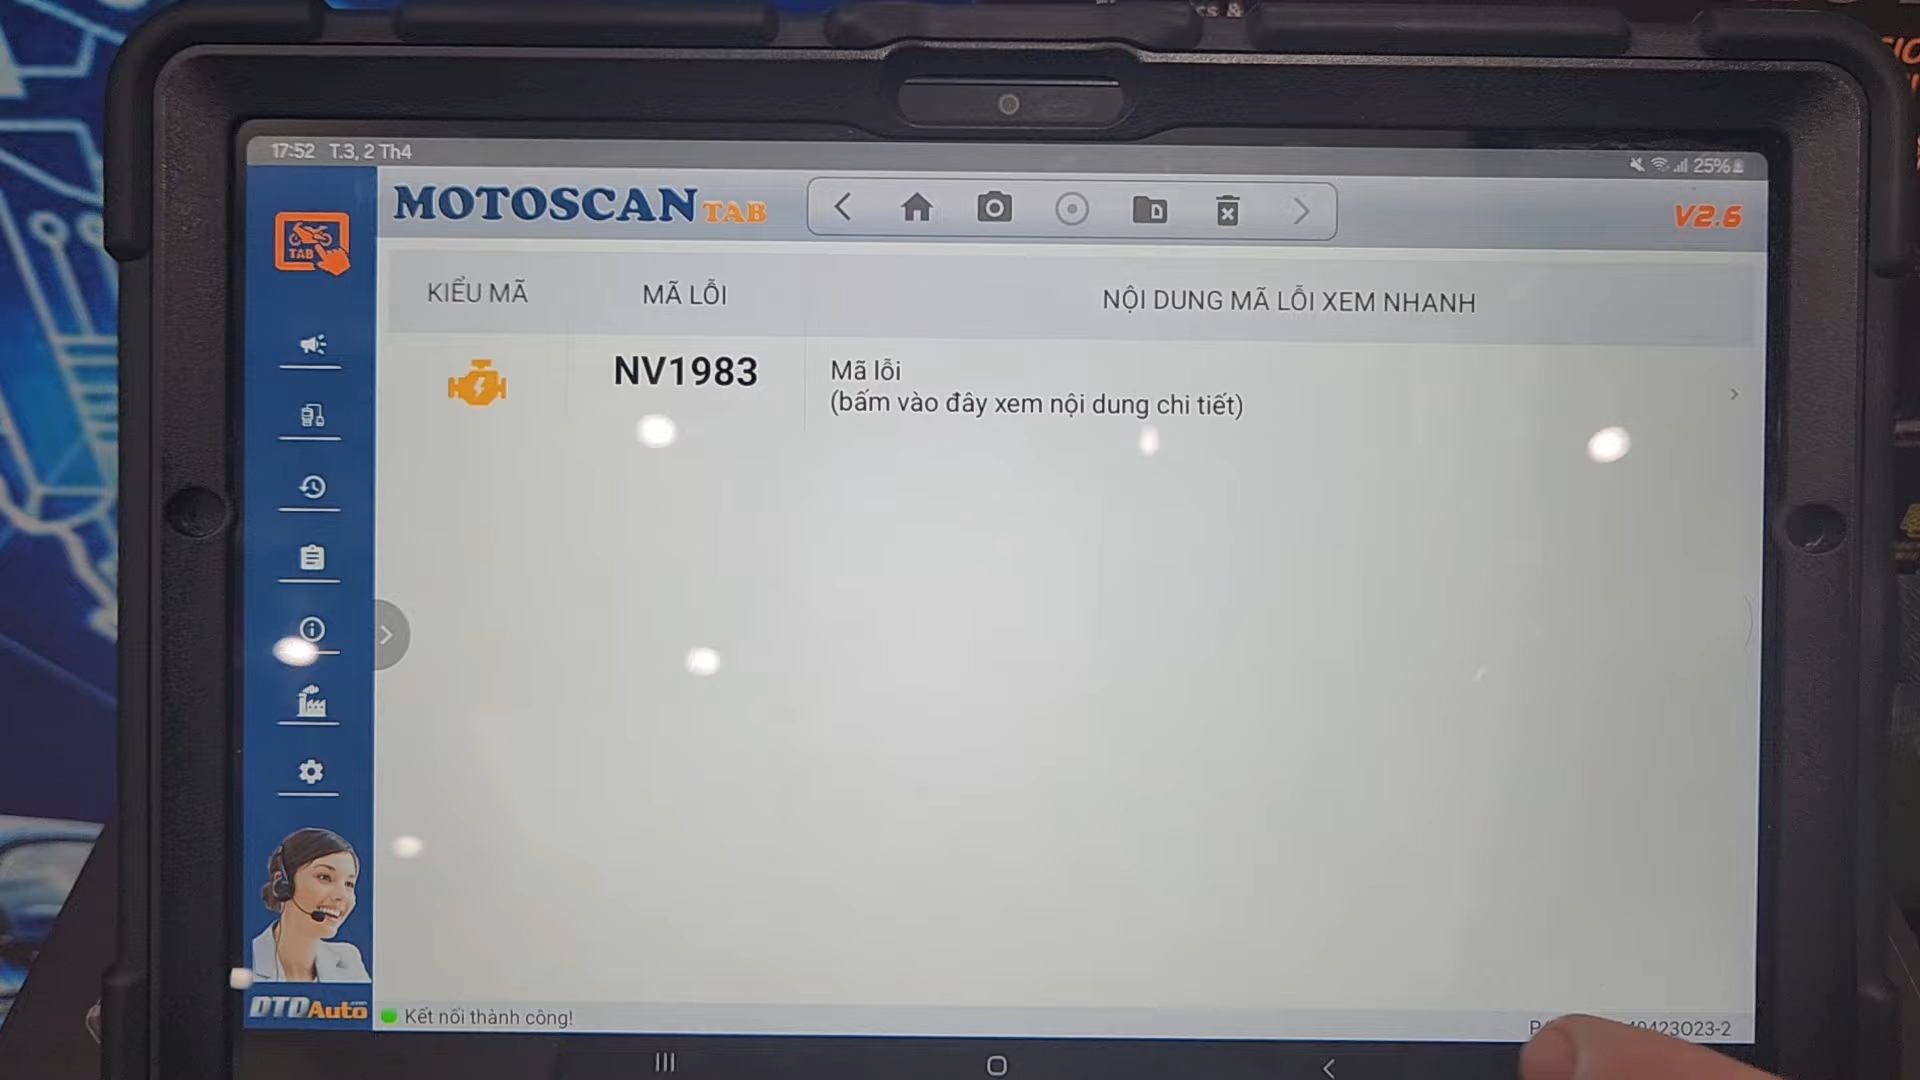 17:52 T.3, 2 Th4
25%
TAB
MOTOSCAN TAB
V2.6
KIỂU MÃ
MÃ LỖI
NỘI DUNG MÃ LỖI XEM NHANH
NV1983
Mã lỗi
(bấm vào đây xem nội dung chi tiết)
DTDAuto.com
Kết nối thành công!